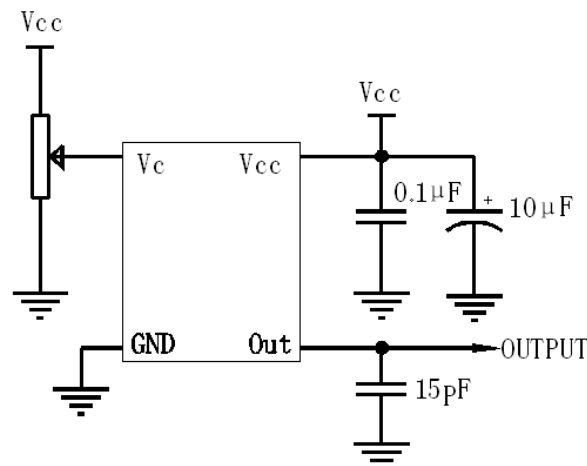 Vcc
Vcc
Vc Vcc
0.1μF + 10μF
GND Out OUTPUT
15pF